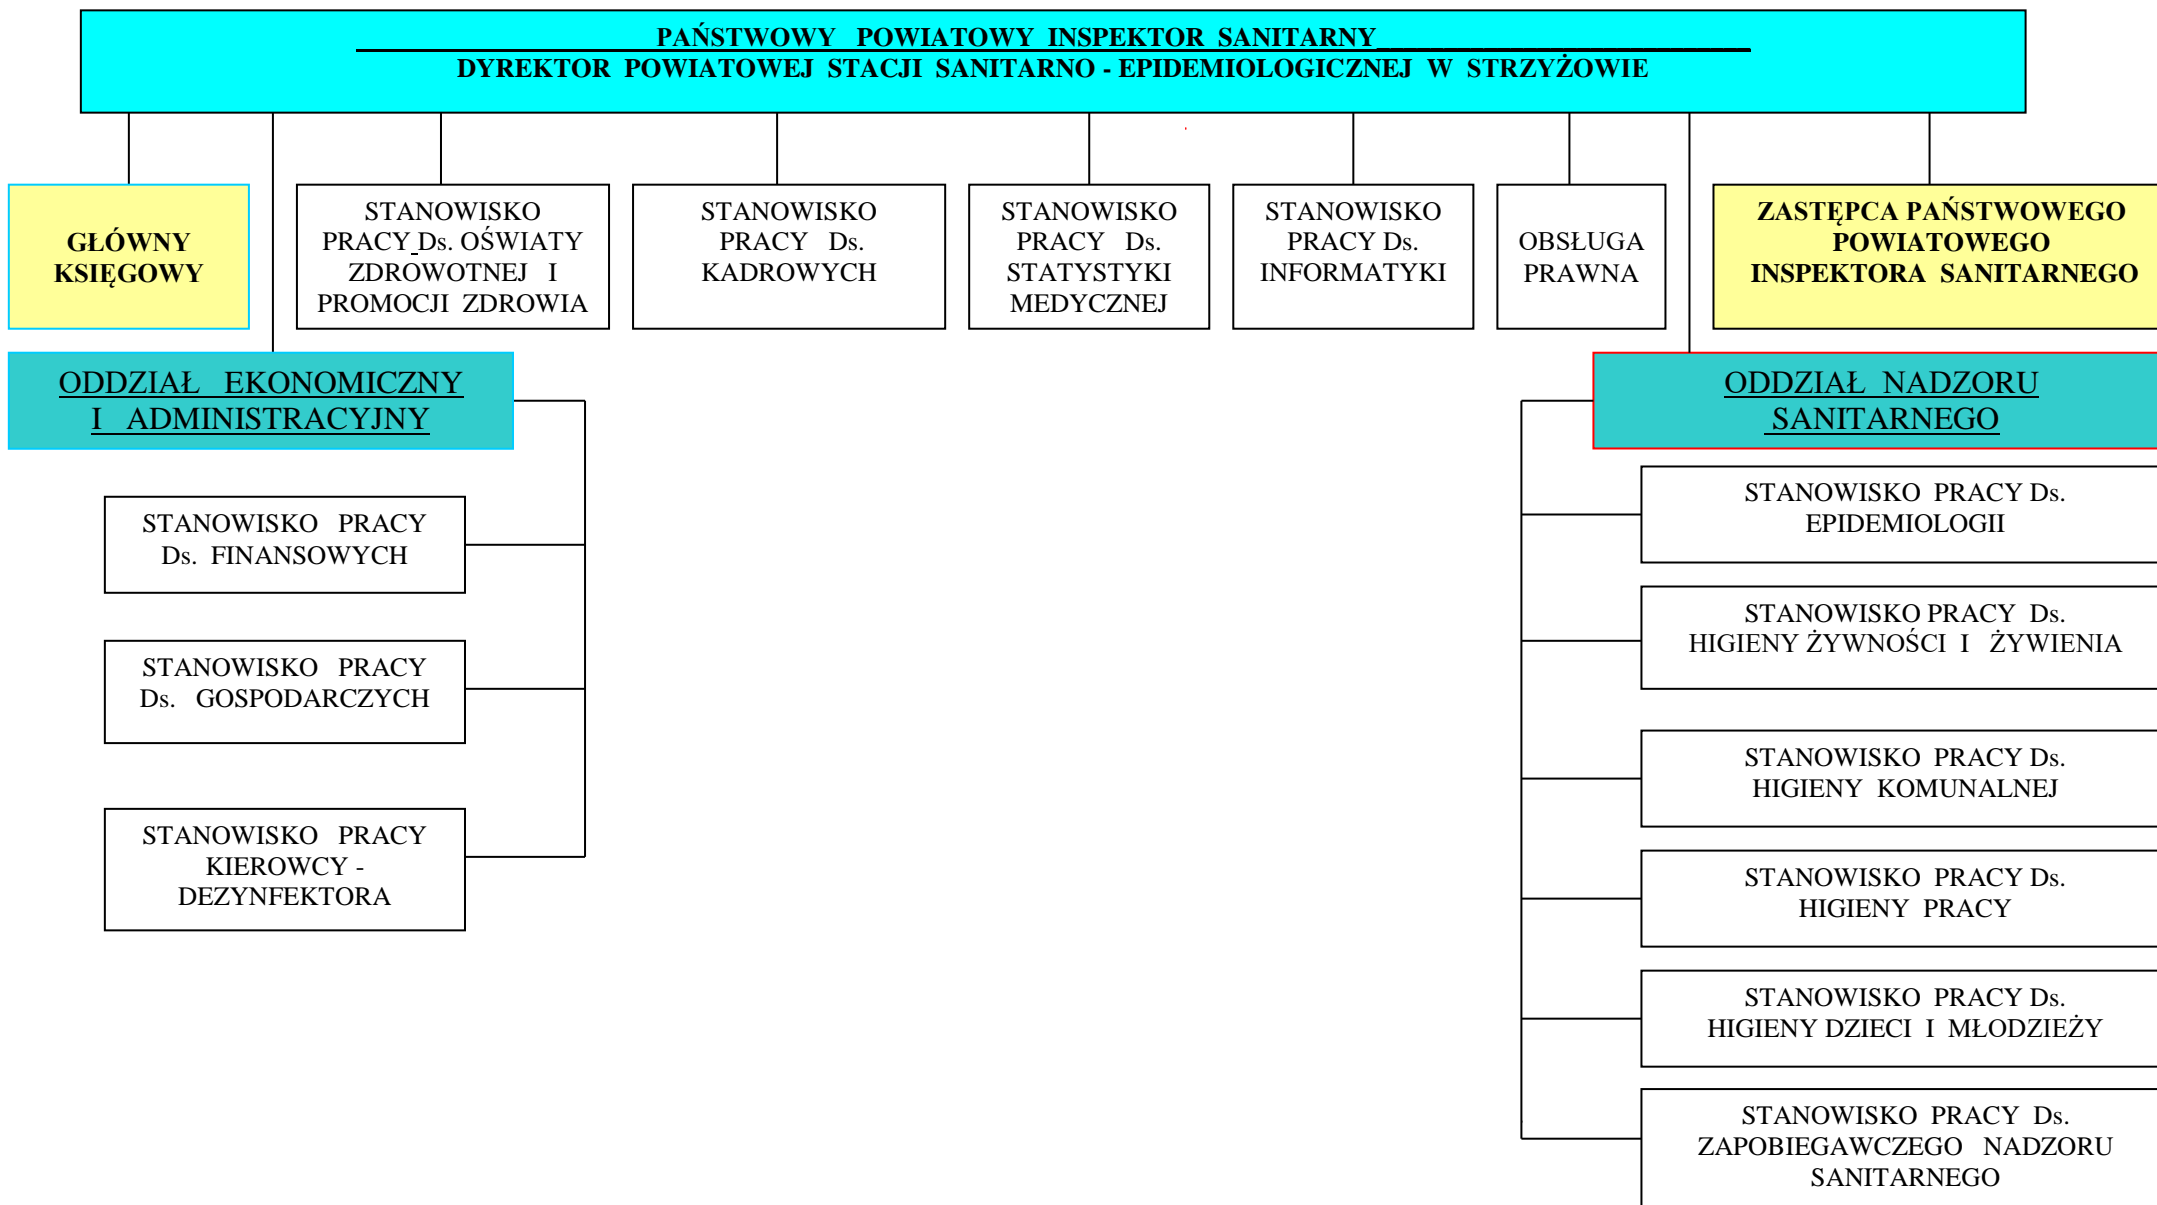 PAŃSTWOWY POWIATOWY INSPEKTOR SANITARNY
DYREKTOR POWIATOWEJ STACJI SANITARNO - EPIDEMIOLOGICZNEJ W STRZYŻOWIE
GŁÓWNY
KSIĘGOWY
STANOWISKO
PRACY Ds. OŚWIATY
ZDROWOTNEJ I
PROMOCJI ZDROWIA
STANOWISKO
PRACY Ds.
KADROWYCH
STANOWISKO
PRACY Ds.
STATYSTYKI
MEDYCZNEJ
STANOWISKO
PRACY Ds.
INFORMATYKI
OBSŁUGA
PRAWNA
ZASTĘPCA PAŃSTWOWEGO
POWIATOWEGO
INSPEKTORA SANITARNEGO
ODDZIAŁ EKONOMICZNY
I ADMINISTRACYJNY
STANOWISKO PRACY
Ds. FINANSOWYCH
STANOWISKO PRACY
Ds. GOSPODARCZYCH
STANOWISKO PRACY
KIEROWCY -
DEZYNFEKTORA
ODDZIAŁ NADZORU
SANITARNEGO
STANOWISKO PRACY Ds.
EPIDEMIOLOGII
STANOWISKO PRACY Ds.
HIGIENY ŻYWNOŚCI I ŻYWIENIA
STANOWISKO PRACY Ds.
HIGIENY KOMUNALNEJ
STANOWISKO PRACY Ds.
HIGIENY PRACY
STANOWISKO PRACY Ds.
HIGIENY DZIECI I MŁODZIEŻY
STANOWISKO PRACY Ds.
ZAPOBIEGAWCZEGO NADZORU
SANITARNEGO